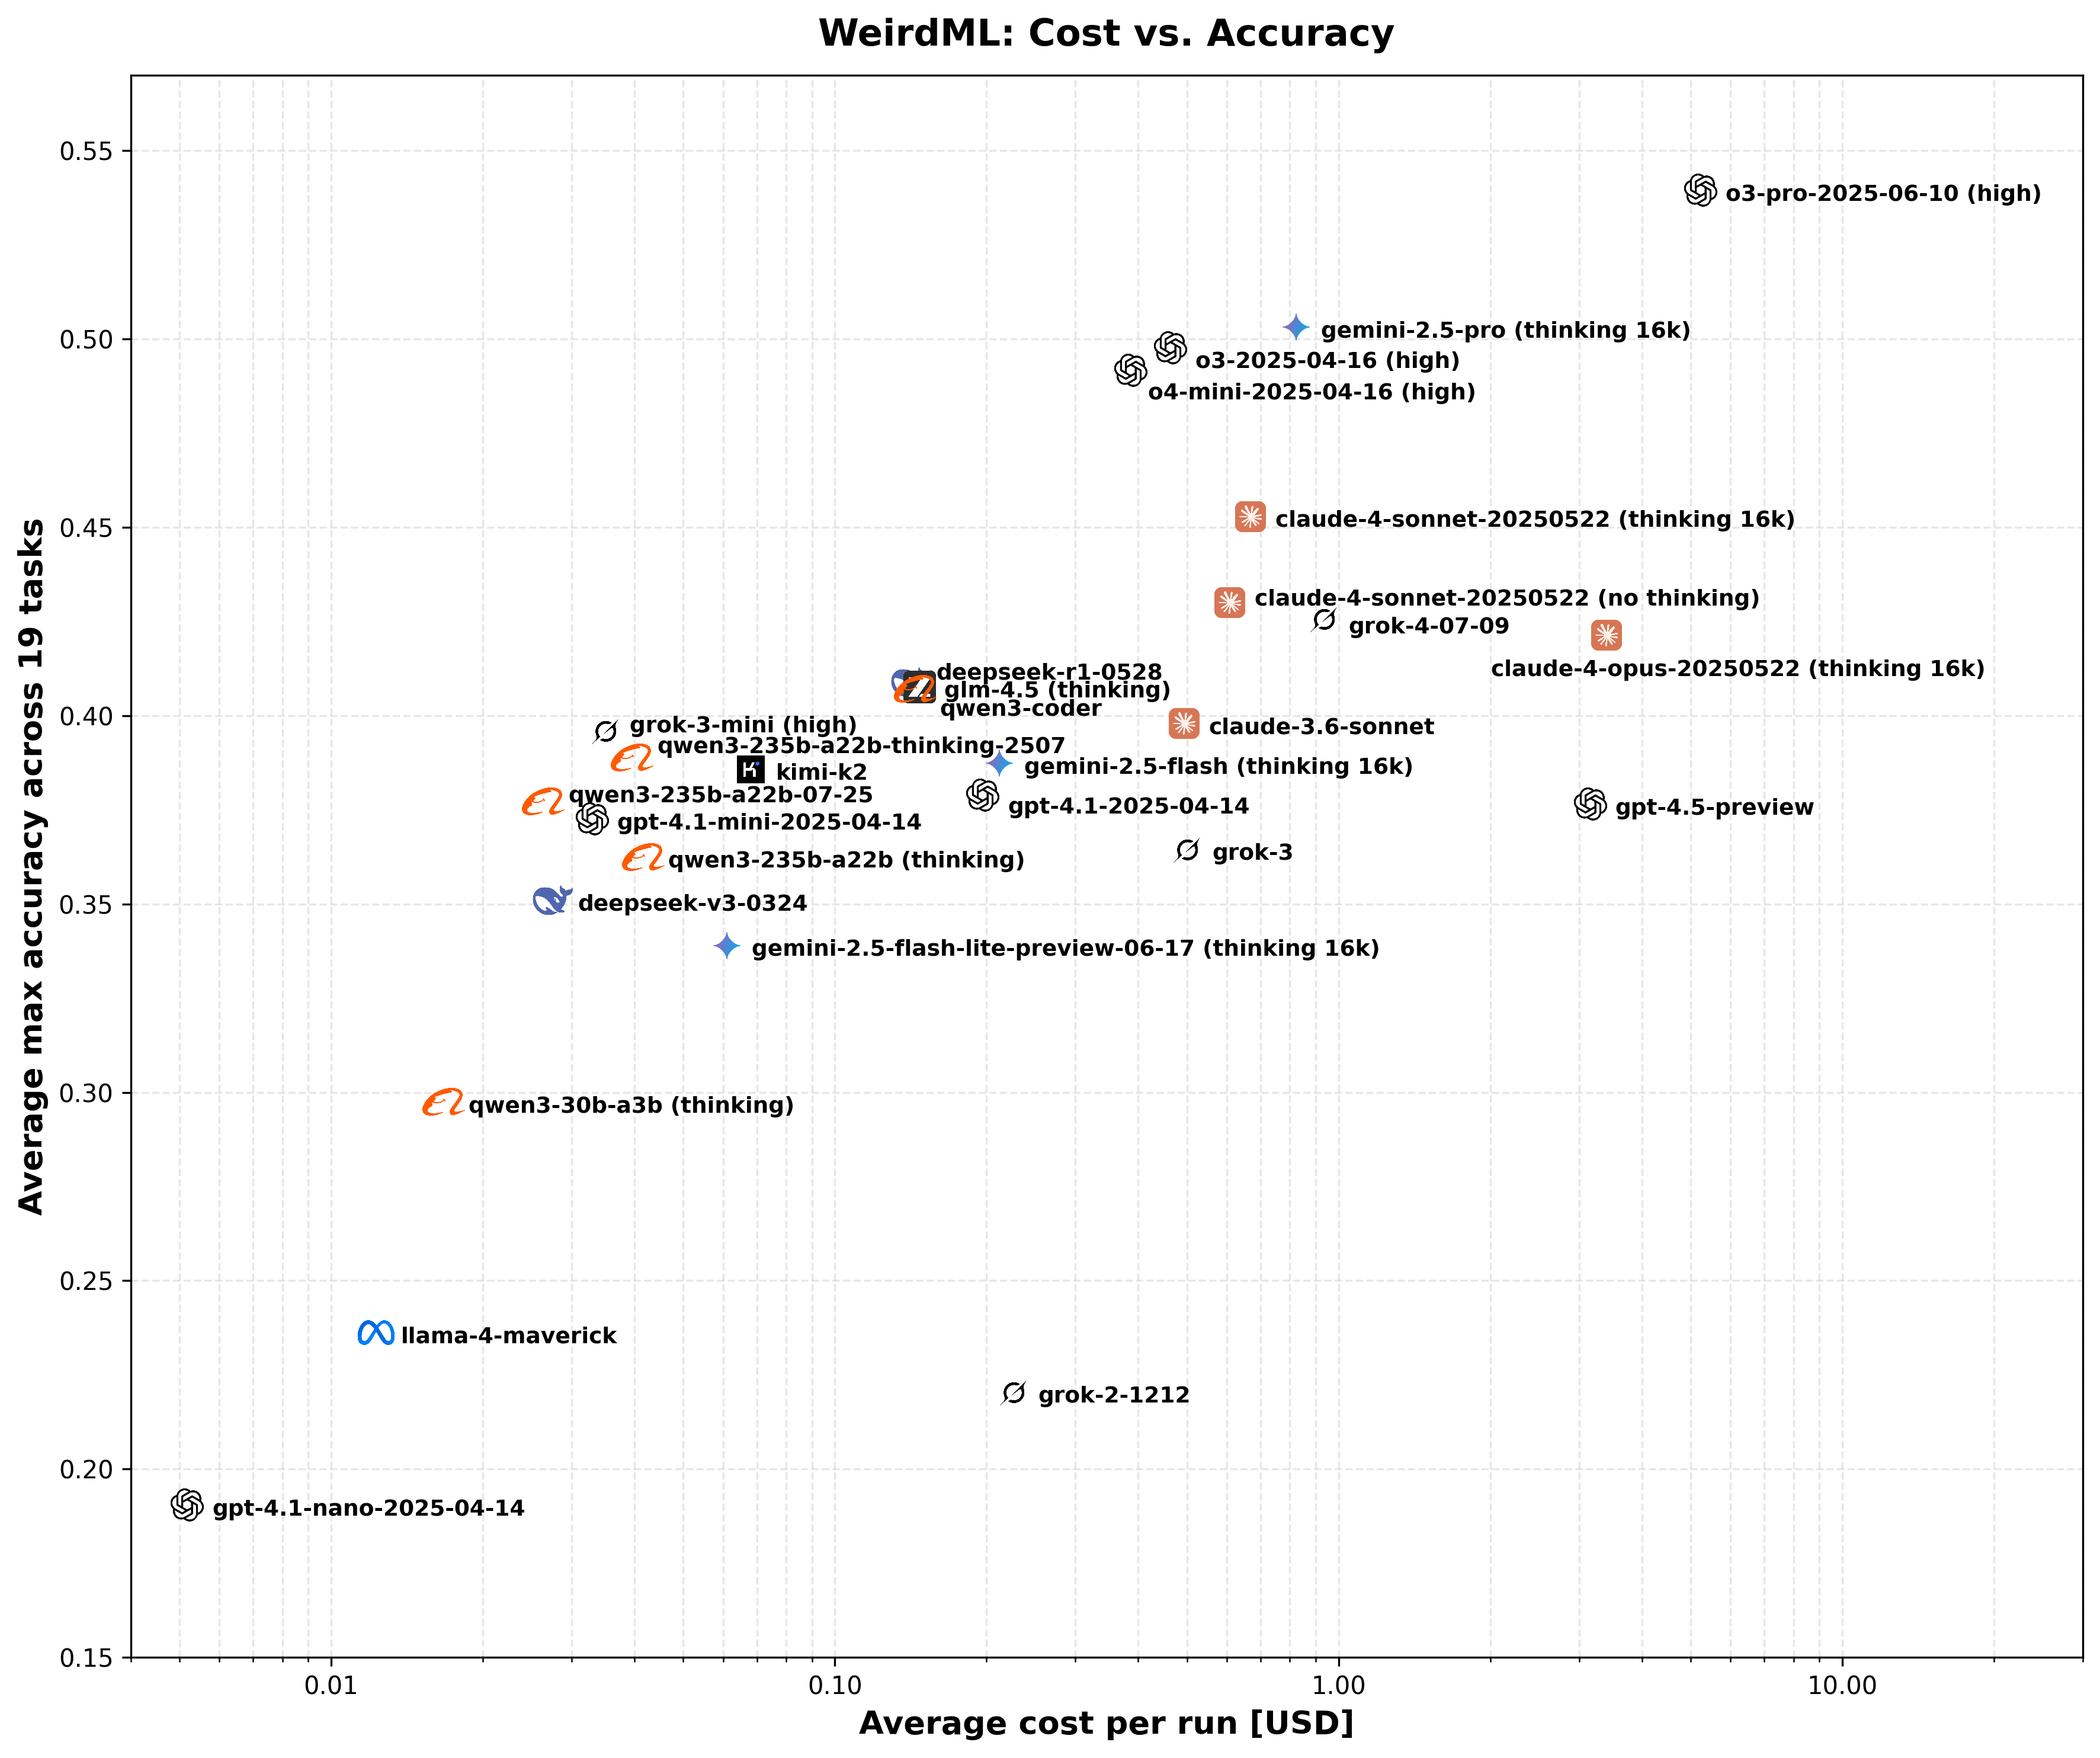 WeirdML: Cost vs. Accuracy
Average max accuracy across 19 tasks
0.55
0.50
0.45
0.40
0.35
0.30
0.25
0.20
0.15
o3-pro-2025-06-10 (high)
gemini-2.5-pro (thinking 16k)
o3-2025-04-16 (high)
o4-mini-2025-04-16 (high)
claude-4-sonnet-20250522 (thinking 16k)
claude-4-sonnet-20250522 (no thinking)
grok-4-07-09
claude-4-opus-20250522 (thinking 16k)
deepseek-r1-0528
glm-4.5 (thinking)
qwen3-coder
grok-3-mini (high)
claude-3.6-sonnet
qwen3-235b-a22b-thinking-2507
kimi-k2
gemini-2.5-flash (thinking 16k)
qwen3-235b-a22b-07-25
gpt-4.1-2025-04-14
gpt-4.5-preview
gpt-4.1-mini-2025-04-14
grok-3
qwen3-235b-a22b (thinking)
deepseek-v3-0324
gemini-2.5-flash-lite-preview-06-17 (thinking 16k)
qwen3-30b-a3b (thinking)
llama-4-maverick
grok-2-1212
gpt-4.1-nano-2025-04-14
0.01
0.10
1.00
10.00
Average cost per run [USD]